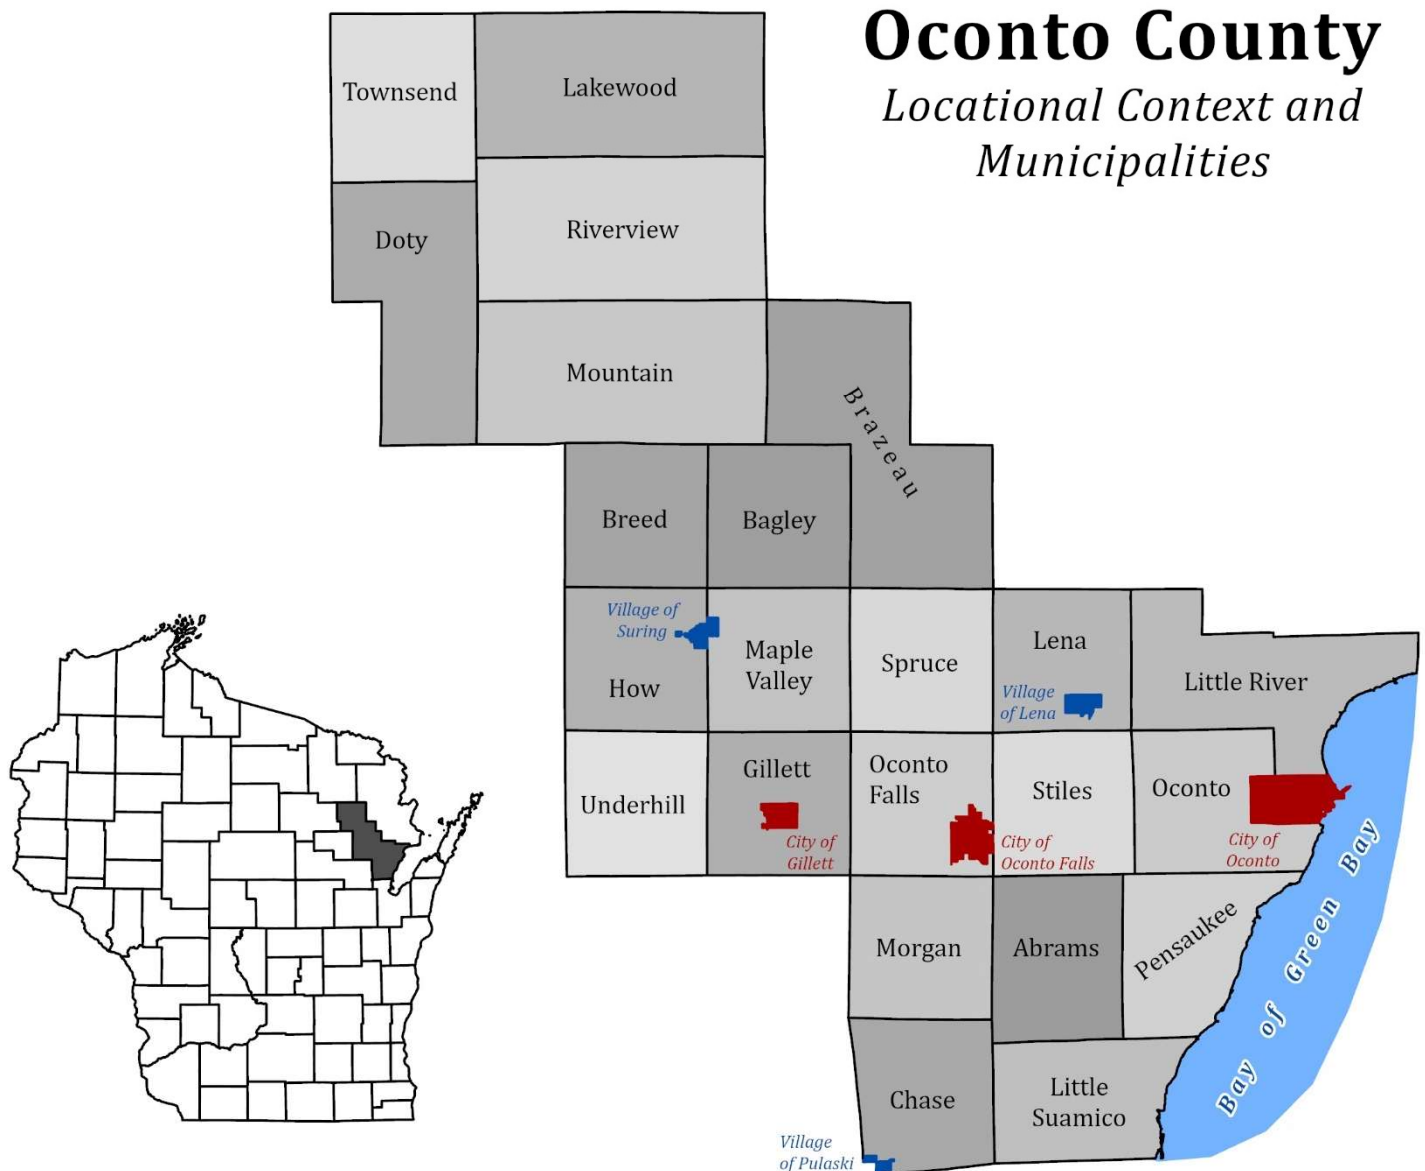 Oconto County
Locational Context and
Municipalities
Townsend
Lakewood
Doty
Riverview
Mountain
Brazeau
Breed
Bagley
Village of
Suring
How
Maple
Valley
Spruce
Lena
Village
of Lena
Little River
Underhill
Gillett
City of
Gillett
Oconto
Falls
City of
Oconto Falls
Stiles
Oconto
City of
Oconto
Morgan
Abrams
Pensaukee
Bay of Green Bay
Chase
Little
Suamico
Village
of Pulaski